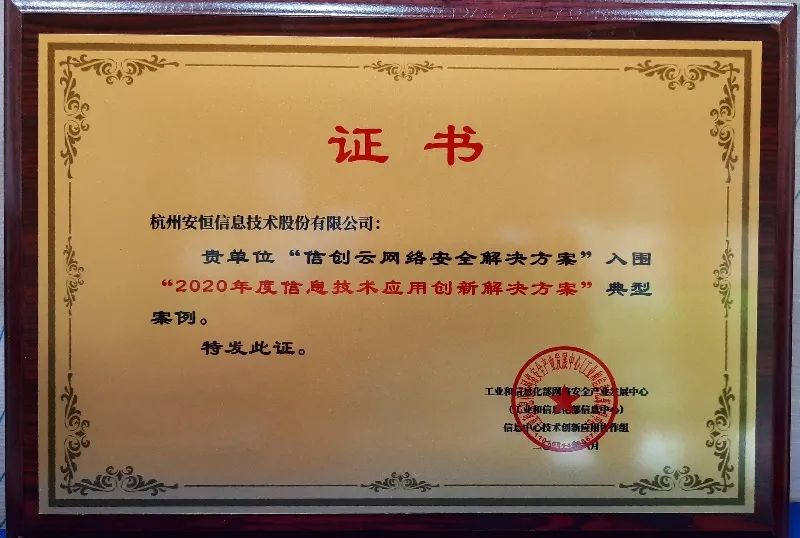 证书
杭州安恒信息技术股份有限公司：
贵单位“信创云网络安全解决方案”入围
“2020年度信息技术应用创新解决方案”典型
案例。
特发此证。
工业和信息化部网络安全产业发展中心
（工业和信息化部信息中心）
信息中心技术创新应用协作组